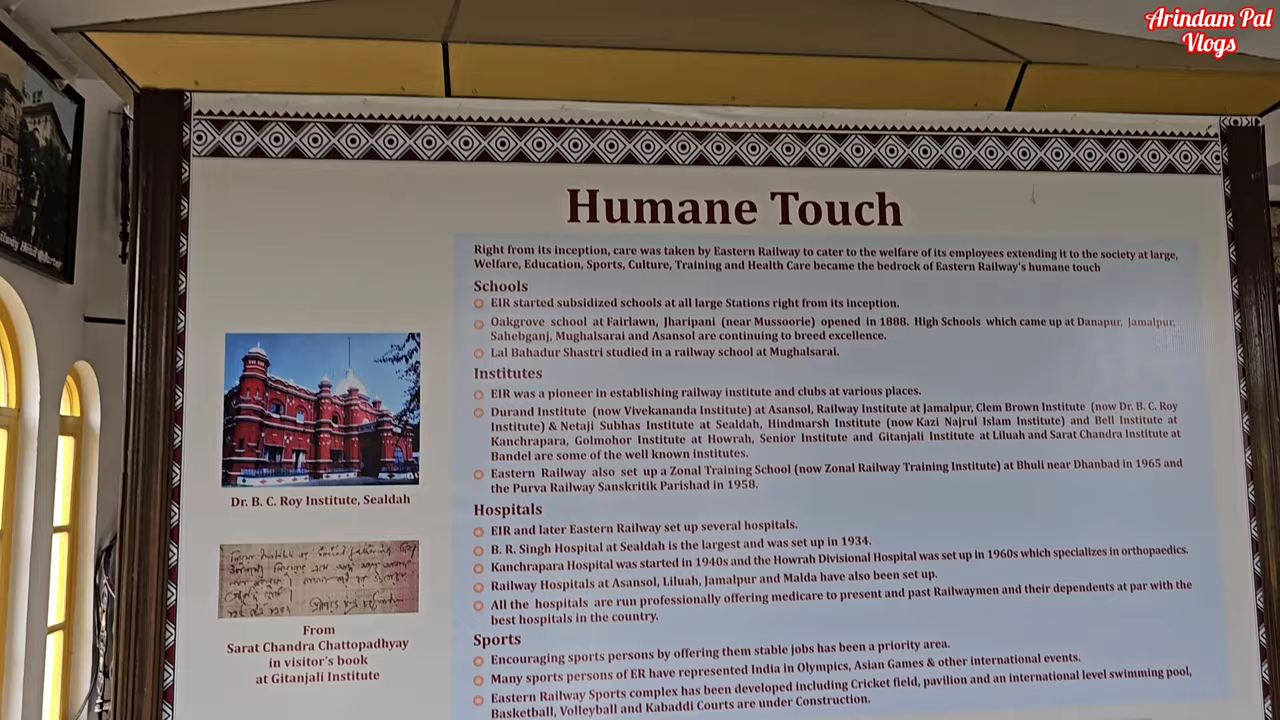 Arindam Pal
Vlogs
Humane Touch
Right from its inception, care was taken by Eastern Railway to cater to the welfare of its employees extending it to the society at large,
Welfare, Education, Sports, Culture, Training and Health Care became the bedrock of Eastern Railway's humane touch
Schools
EIR started subsidized schools at all large Stations right from its inception.
Oakgrove school at Fairlawn, Jharipani (near Mussoorie) opened in 1888. High Schools which came up at Danapur, Jamalpur,
Sahebganj, Mughalsarai and Asansol are continuing to breed excellence.
Lal Bahadur Shastri studied in a railway school at Mughalsarai.
Institutes
EIR was a pioneer in establishing railway institute and clubs at various places.
Durand Institute (now Vivekananda Institute) at Asansol, Railway Institute at Jamalpur, Clem Brown Institute (now Dr. B. C. Roy
Institute) & Netaji Subhas Institute at Sealdah, Hindmarsh Institute (now Kazi Najrul Islam Institute) and Bell Institute at
Kanchrapara, Golmohor Institute at Howrah, Senior Institute and Gitanjali Institute at Liluah and Sarat Chandra Institute at
Bandel are some of the well known institutes.
Eastern Railway also set up a Zonal Training School (now Zonal Railway Training Institute) at Bhuli near Dhanbad in 1965 and
the Purva Railway Sanskritik Parishad in 1958.
Hospitals
EIR and later Eastern Railway set up several hospitals.
B. R. Singh Hospital at Sealdah is the largest and was set up in 1934.
Kanchrapara Hospital was started in 1940s and the Howrah Divisional Hospital was set up in 1960s which specializes in orthopaedics.
Railway Hospitals at Asansol, Liluah, Jamalpur and Malda have also been set up.
All the hospitals are run professionally offering medicare to present and past Railwaymen and their dependents at par with the
best hospitals in the country.
Sports
Encouraging sports persons by offering them stable jobs has been a priority area.
Many sports persons of ER have represented India in Olympics, Asian Games & other international events.
Eastern Railway Sports complex has been developed including Cricket field, pavilion and an international level swimming pool,
Basketball, Volleyball and Kabaddi Courts are under Construction.
Dr. B. C. Roy Institute, Sealdah
From
Sarat Chandra Chattopadhyay
in visitor's book
at Gitanjali Institute